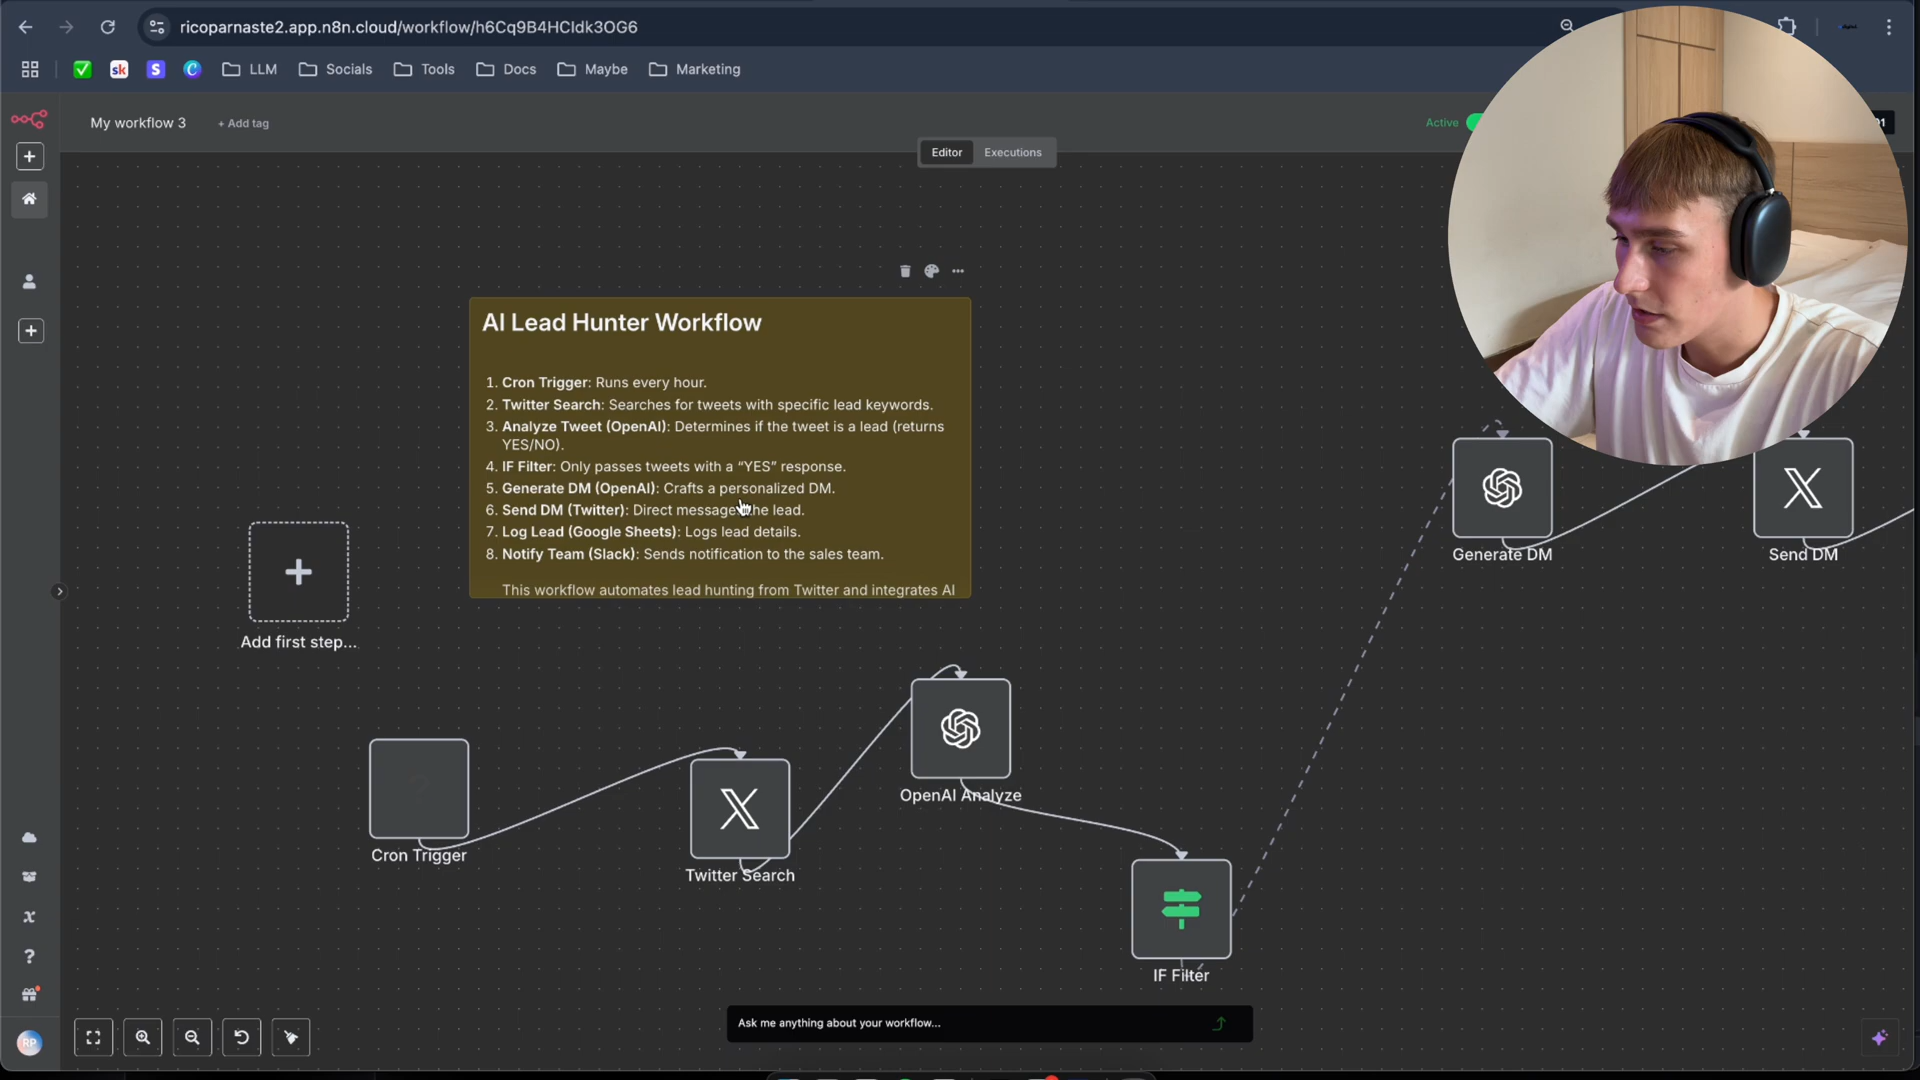 ricoparnaste2.app.n8n.cloud/workflow/h6Cq9B4HCIdk3OG6
sk
S
C
LLM
Socials
Tools
Docs
Maybe
Marketing
My workflow 3
+ Add tag
Active
Editor
Executions
AI Lead Hunter Workflow
1. Cron Trigger: Runs every hour.
2. Twitter Search: Searches for tweets with specific lead keywords.
3. Analyze Tweet (OpenAI): Determines if the tweet is a lead (returns
YES/NO).
4. IF Filter: Only passes tweets with a “YES” response.
5. Generate DM (OpenAI): Crafts a personalized DM.
6. Send DM (Twitter): Direct message the lead.
7. Log Lead (Google Sheets): Logs lead details.
8. Notify Team (Slack): Sends notification to the sales team.
This workflow automates lead hunting from Twitter and integrates AI
Add first step...
Generate DM
Send DM
OpenAI Analyze
Cron Trigger
Twitter Search
IF Filter
Ask me anything about your workflow...
RP